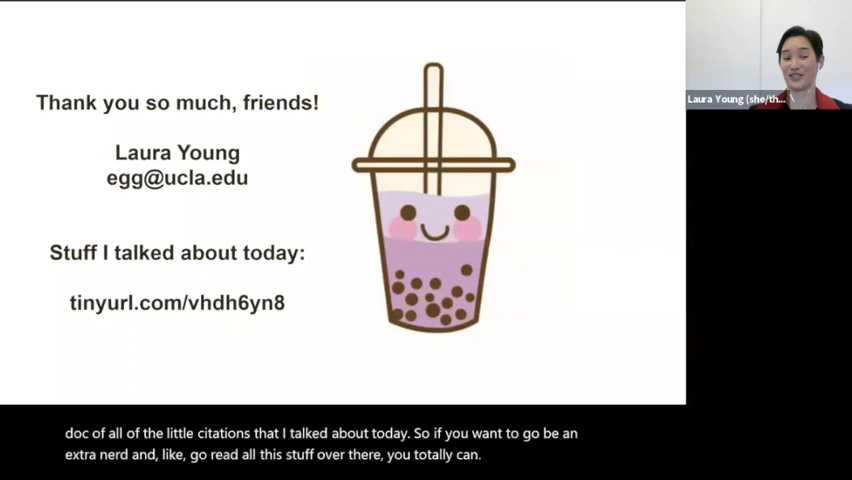 Thank you so much, friends!
Laura Young
egg@ucla.edu
Stuff I talked about today:
tinyurl.com/vhdh6yn8
Laura Young (she/th...
doc of all of the little citations that I talked about today. So if you want to go be an
extra nerd and, like, go read all this stuff over there, you totally can.